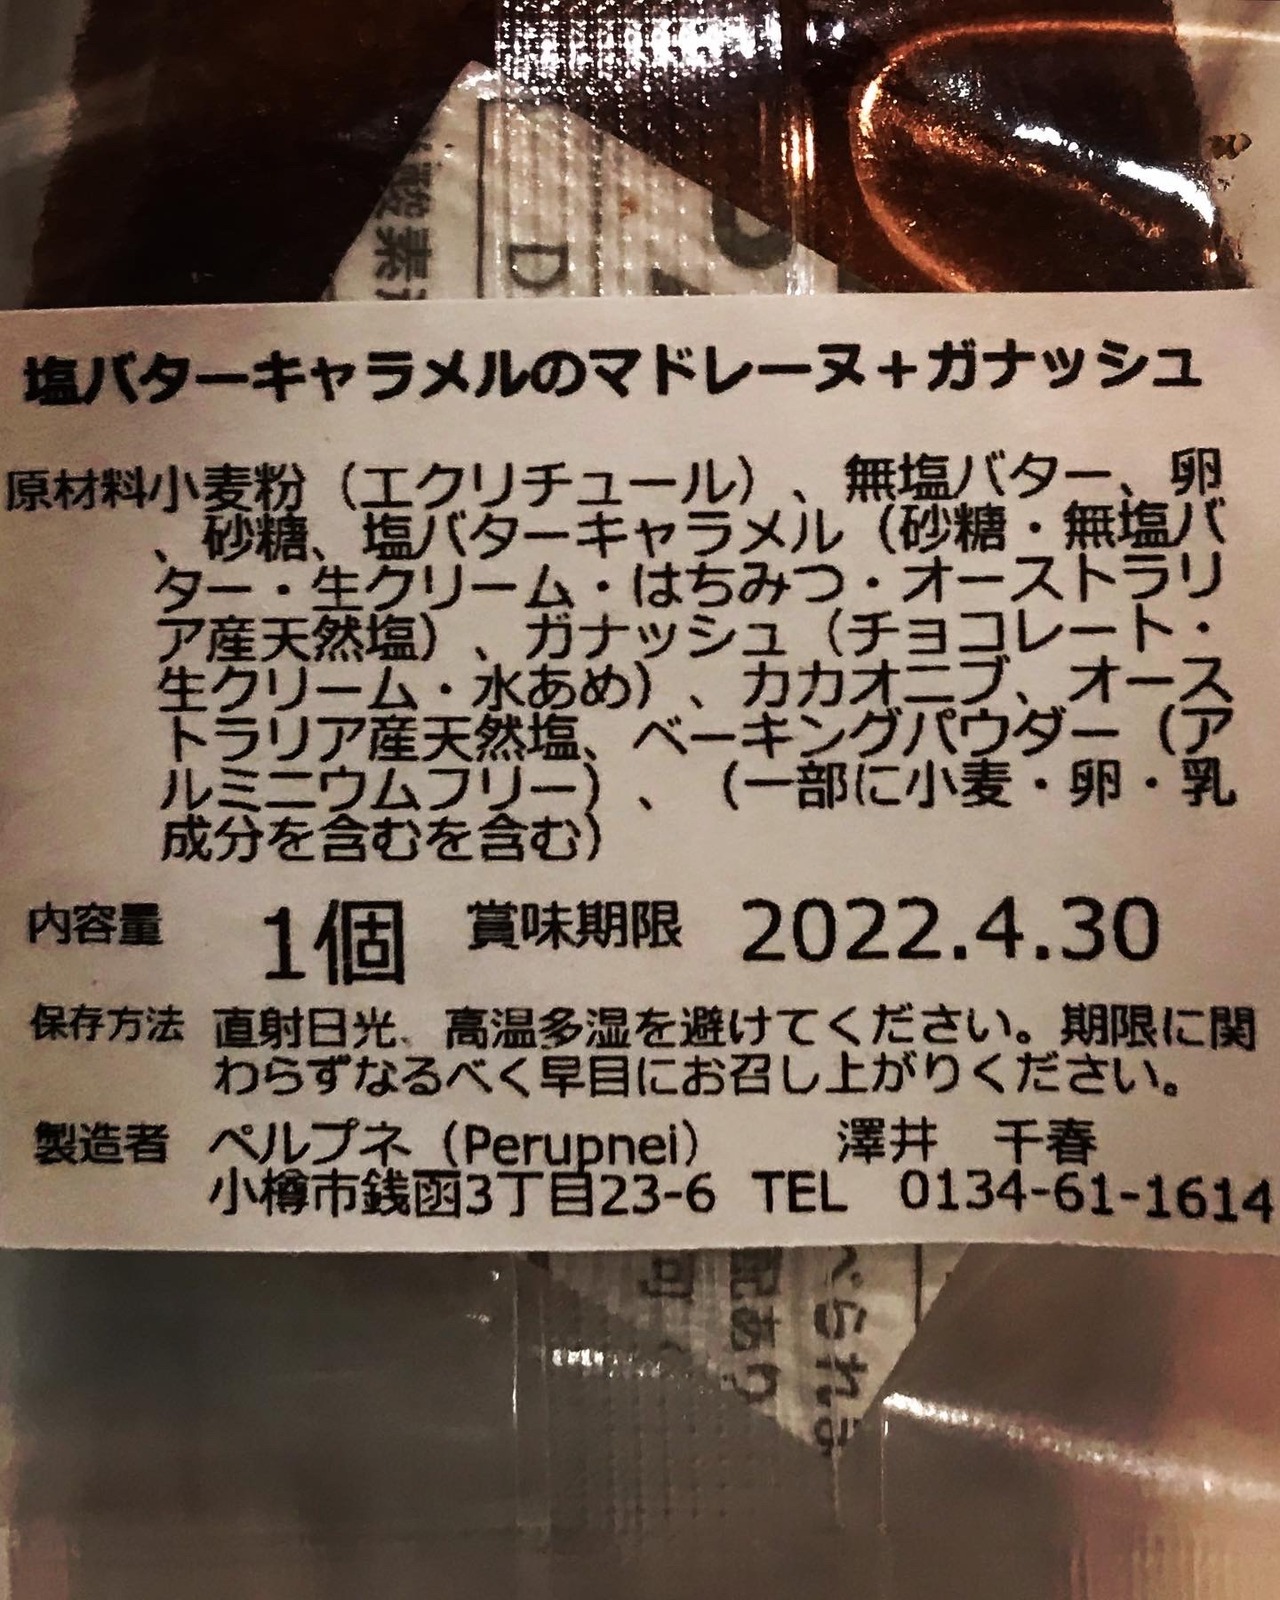 酸素
D
塩バターキャラメルのマドレーヌ+ガナッシュ
原材料小麦粉(エクリチュール)、無塩バター、卵
、砂糖、塩バターキャラメル(砂糖・無塩バ
ター・生クリーム・はちみつ・オーストラリ
ア産天然塩)、ガナッシュ(チョコレート・
生クリーム・水あめ)、カカオニブ、オース
トラリア産天然塩、ベーキングパウダー(ア
ルミニウムフリー)、(一部に小麦・卵・乳
成分を含むを含む)
内容量 1個 賞味期限 2022.4.30
保存方法 直射日光、高温多湿を避けてください。期限に関
わらずなるべく早目にお召し上がりください。
製造者 ペルプネ(Perupnei) 澤井 千春
小樽市銭函3丁目23-6 TEL 0134-61-1614
べられま